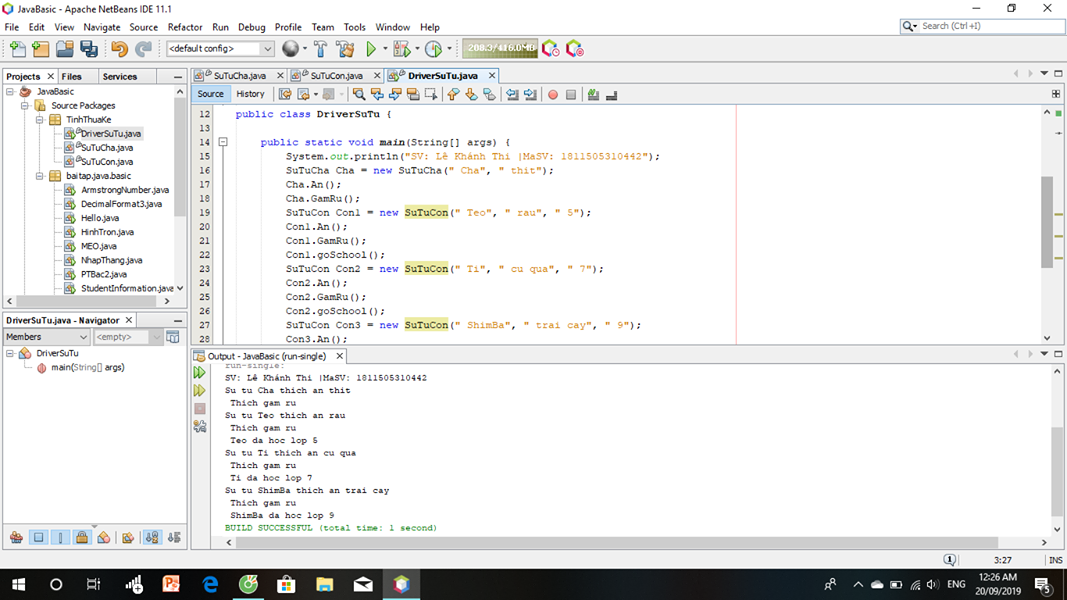 JavaBasic - Apache NetBeans IDE 11.1
File Edit View Navigate Source Refactor Run Debug Profile Team Tools Window Help
Search (Ctrl+I)
<default config>
208.3/416.0MB
Projects Files Services
SuTuCha.java SuTuCon.java DriverSuTu.java
Source History
JavaBasic
Source Packages
TinhThuaKe
DriverSuTu.java
SuTuCha.java
SuTuCon.java
baitap.java.basic
ArmstrongNumber.java
DecimalFormat3.java
Hello.java
HinhTron.java
MEO.java
NhapThang.java
PTBac2.java
StudentInformation.java
12 public class DriverSuTu {
13
14 public static void main(String[] args) {
15 System.out.println("SV: Lê Khánh Thi |MaSV: 1811505310442");
16 SuTuCha Cha = new SuTuCha(" Cha", " thit");
17 Cha.An();
18 Cha.GamRu();
19 SuTuCon Con1 = new SuTuCon(" Teo", " rau", " 5");
20 Con1.An();
21 Con1.GamRu();
22 Con1.goSchool();
23 SuTuCon Con2 = new SuTuCon(" Ti", " cu qua", " 7");
24 Con2.An();
25 Con2.GamRu();
26 Con2.goSchool();
27 SuTuCon Con3 = new SuTuCon(" ShimBa", " trai cay", " 9");
28 Con3.An();
DriverSuTu.java - Navigator
Members <empty>
DriverSuTu
main(String[] args)
Output - JavaBasic (run-single)
run-single:
SV: Lê Khánh Thi |MaSV: 1811505310442
Su tu Cha thich an thit
Thich gam ru
Su tu Teo thich an rau
Thich gam ru
Teo da hoc lop 5
Su tu Ti thich an cu qua
Thich gam ru
Ti da hoc lop 7
Su tu ShimBa thich an trai cay
Thich gam ru
ShimBa da hoc lop 9
BUILD SUCCESSFUL (total time: 1 second)
1 3:27 INS
ENG 12:26 AM
20/09/2019
5